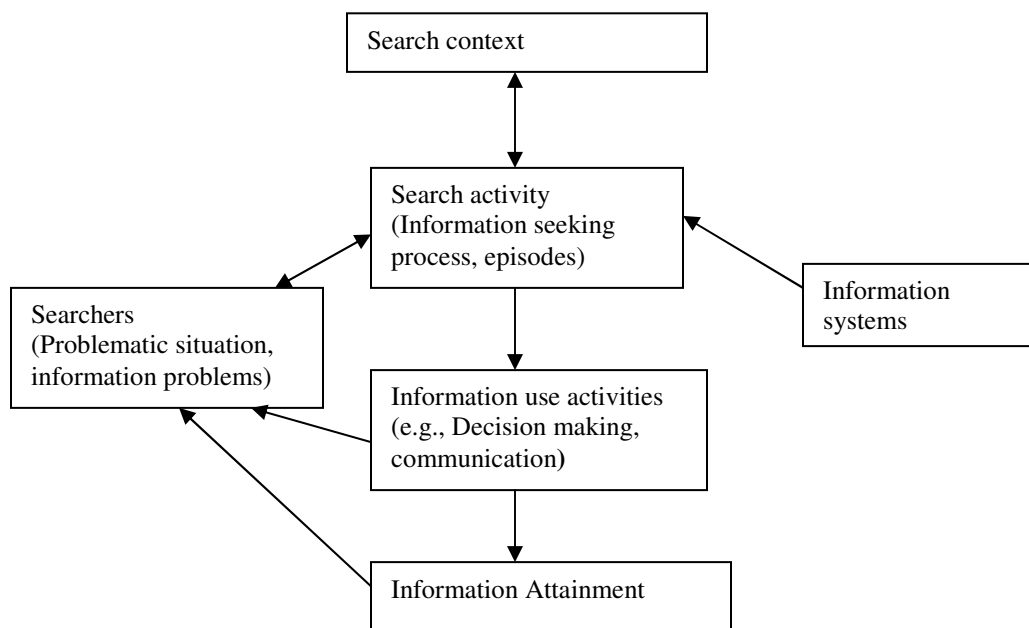 Search context
Search activity
(Information seeking
process, episodes)
Information
systems
Searchers
(Problematic situation,
information problems)
Information use activities
(e.g., Decision making,
communication)
Information Attainment